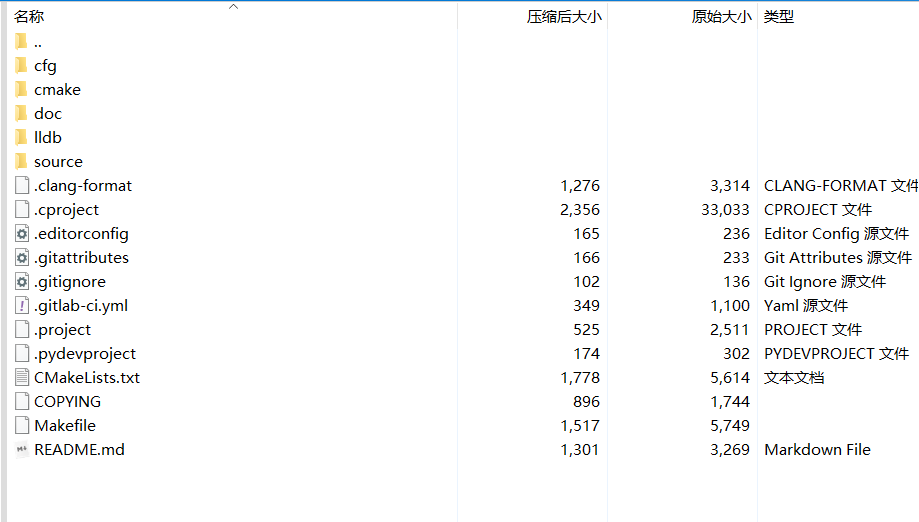 名称 压缩后大小 原始大小 类型
..
cfg
cmake
doc
lldb
source
.clang-format 1,276 3,314 CLANG-FORMAT 文件
.cproject 2,356 33,033 CPROJECT 文件
.editorconfig 165 236 Editor Config 源文件
.gitattributes 166 233 Git Attributes 源文件
.gitignore 102 136 Git Ignore 源文件
.gitlab-ci.yml 349 1,100 Yaml 源文件
.project 525 2,511 PROJECT 文件
.pydevproject 174 302 PYDEVPROJECT 文件
CMakeLists.txt 1,778 5,614 文本文档
COPYING 896 1,744
Makefile 1,517 5,749
README.md 1,301 3,269 Markdown File